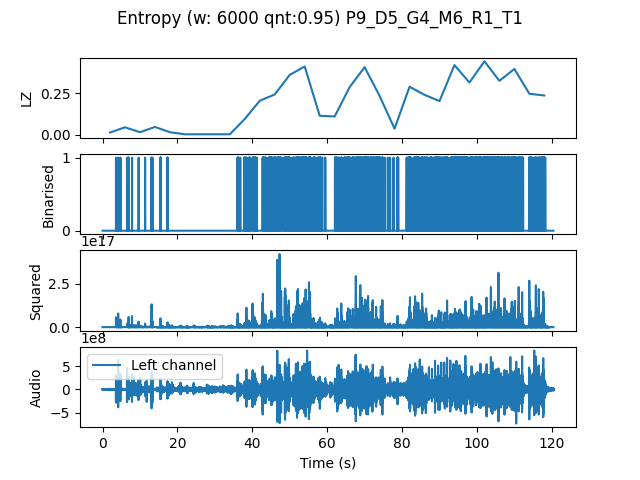 Entropy (w: 6000 qnt:0.95) P9_D5_G4_M6_R1_T1
LZ
0.25
0.00
Binarised
1
0
1e17
Squared
2.5
0.0
1e8
Audio
5
0
−5
Left channel
0 20 40 60 80 100 120
Time (s)